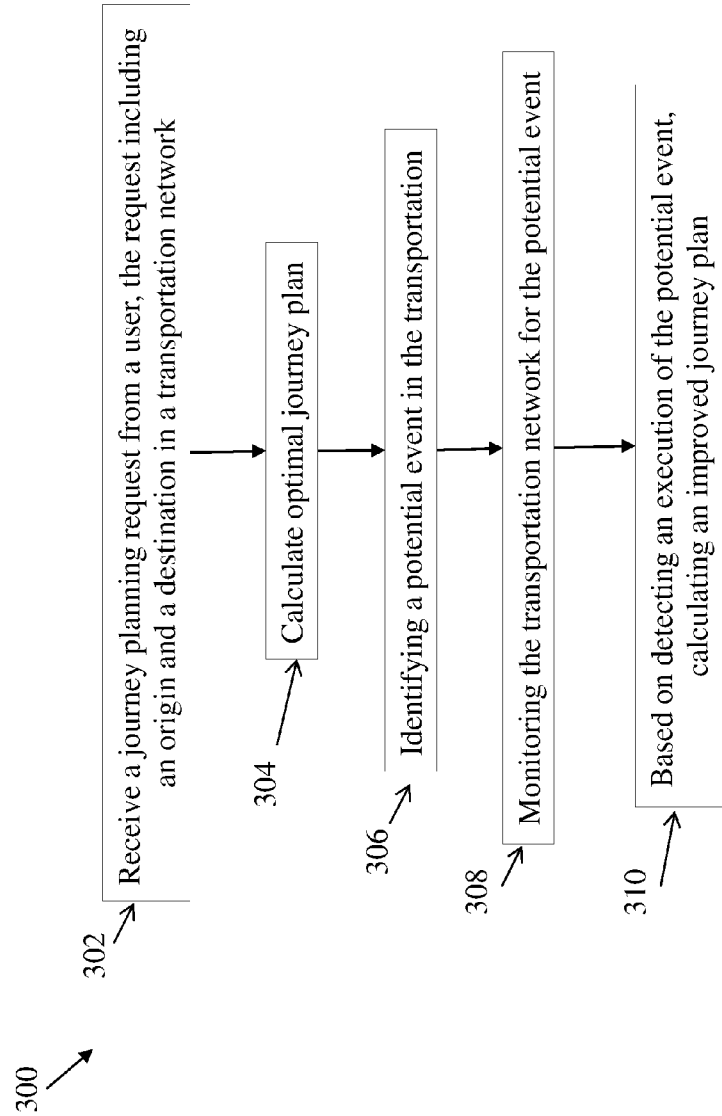 300
302
Receive a journey planning request from a user, the request including
an origin and a destination in a transportation network
304
Calculate optimal journey plan
306
Identifying a potential event in the transportation
308
Monitoring the transportation network for the potential event
310
Based on detecting an execution of the potential event,
calculating an improved journey plan